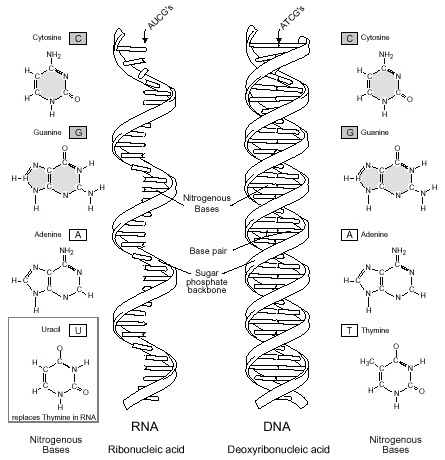 AUCG's
ATCG's
Cytosine C
NH₂
H C N
C C
H N O
H
Guanine G
O
N C N H
H C C
N N N H
H H
Adenine A
NH₂
N C N
H C C
N N C H
H
Uracil U
O
H C N H
C C
H N O
H
replaces Thymine in RNA
Nitrogenous
Bases
Nitrogenous
Bases
Base pair
Sugar
phosphate
backbone
RNA
Ribonucleic acid
DNA
Deoxyribonucleic acid
C Cytosine
NH₂
H C N
C C
H N O
H
G Guanine
O
N C N H
H C C
N N N H
H H
A Adenine
NH₂
N C N
H C C
N N C H
H
T Thymine
O
H₃C C N H
C C
H N O
H
Nitrogenous
Bases